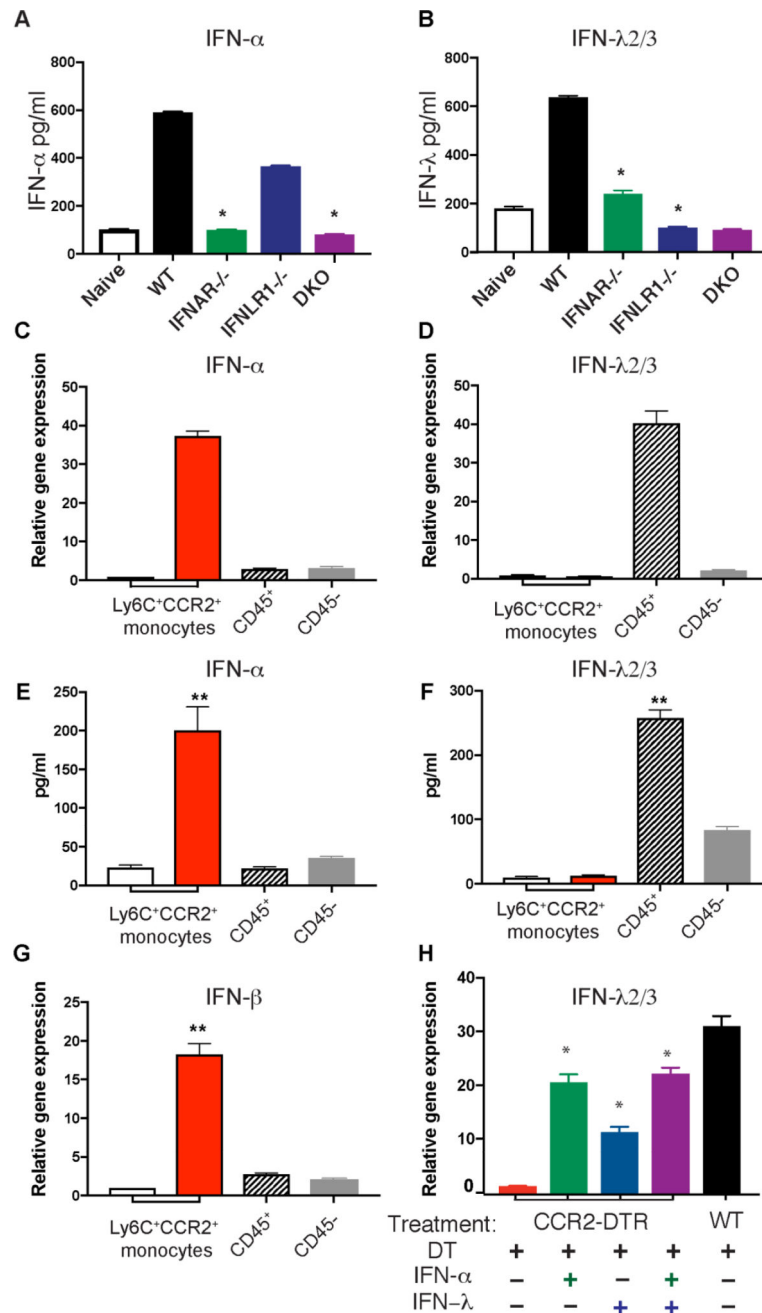 A
IFN-α
IFN-α pg/ml
800
600
400
200
0
Naive
WT
IFNAR-/-
IFNLR1-/-
DKO
*
*
B
IFN-λ2/3
IFN-λ pg/ml
800
600
400
200
0
Naive
WT
IFNAR-/-
IFNLR1-/-
DKO
*
*
C
IFN-α
Relative gene expression
50
40
30
20
10
0
Ly6C⁺CCR2⁺
monocytes
CD45⁺
CD45-
D
IFN-λ2/3
Relative gene expression
50
40
30
20
10
0
Ly6C⁺CCR2⁺
monocytes
CD45⁺
CD45-
E
IFN-α
pg/ml
250
200
150
100
50
0
**
Ly6C⁺CCR2⁺
monocytes
CD45⁺
CD45-
F
IFN-λ2/3
pg/ml
300
200
100
0
**
Ly6C⁺CCR2⁺
monocytes
CD45⁺
CD45-
G
IFN-β
Relative gene expression
25
20
15
10
5
0
**
Ly6C⁺CCR2⁺
monocytes
CD45⁺
CD45-
H
IFN-λ2/3
Relative gene expression
40
30
20
10
0
*
*
*
Treatment: CCR2-DTR WT
DT + + + + +
IFN-α − + − + −
IFN-λ − − + + −